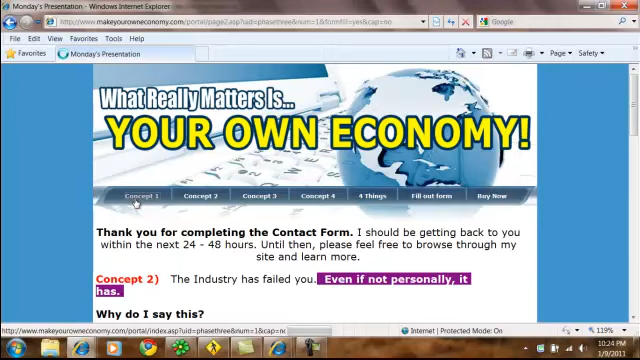 Monday's Presentation - Windows Internet Explorer
http://www.makeyourowneconomy.com/portal/page2.asp?uid=phasethree&num=1&formfill=yes&cap=no
Google
File Edit View Favorites Tools Help
Favorites Monday's Presentation Page Safety
What Really Matters Is...
YOUR OWN ECONOMY!
Concept 1 Concept 2 Concept 3 Concept 4 4 Things Fill out form Buy Now
Thank you for completing the Contact Form. I should be getting back to you
within the next 24 - 48 hours. Until then, please feel free to browse through my
site and learn more.
Concept 2) The Industry has failed you. Even if not personally, it
has.
Why do I say this?
http://www.makeyourowneconomy.com/portal/index.asp?uid=phasethree&num=1&cap=no
Internet | Protected Mode: On 119%
10:24 PM
1/9/2011